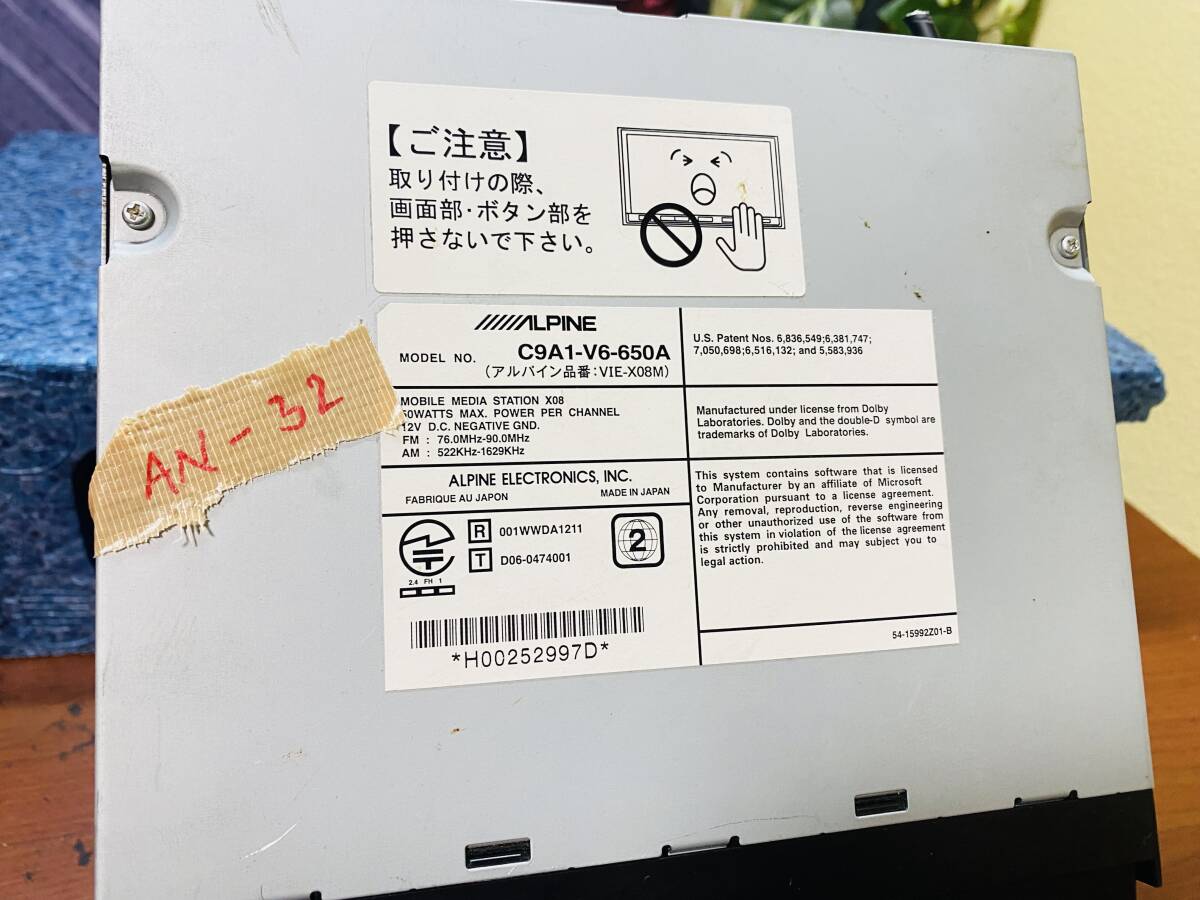 【ご注意】
取り付けの際、
画面部・ボタン部を
押さないで下さい。
ALPINE
MODEL NO. C9A1-V6-650A
(アルパイン品番:VIE-X08M)
MOBILE MEDIA STATION X08
50WATTS MAX. POWER PER CHANNEL
12V D.C. NEGATIVE GND.
FM : 76.0MHz-90.0MHz
AM : 522KHz-1629KHz
ALPINE ELECTRONICS, INC.
FABRIQUE AU JAPON MADE IN JAPAN
R 001WWDA1211
T D06-0474001
2.4 FH 1
2
*H00252997D*
U.S. Patent Nos. 6,836,549;6,381,747;
7,050,698;6,516,132; and 5,583,936
Manufactured under license from Dolby
Laboratories. Dolby and the double-D symbol are
trademarks of Dolby Laboratories.
This system contains software that is licensed
to Manufacturer by an affiliate of Microsoft
Corporation pursuant to a license agreement.
Any removal, reproduction, reverse engineering
or other unauthorized use of the software from
this system in violation of the license agreement
is strictly prohibited and may subject you to
legal action.
54-15992Z01-B
AN-32